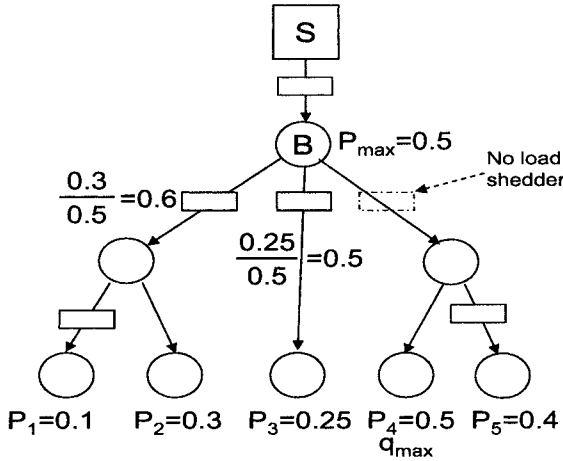 S
B P_max=0.5
No load
shedder
0.3/0.5=0.6
0.25/0.5=0.5
P_1=0.1 P_2=0.3 P_3=0.25 P_4=0.5 P_5=0.4
q_max